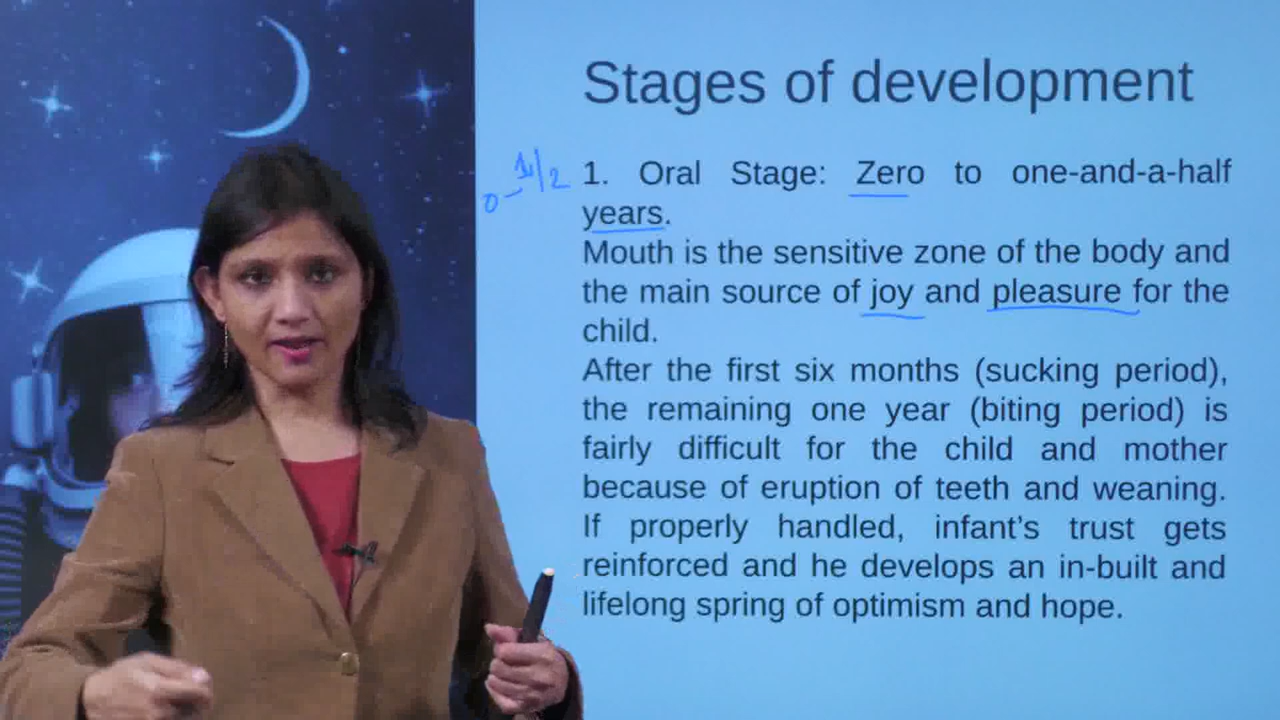 Stages of development
0-1½ 1. Oral Stage: Zero to one-and-a-half
years.
Mouth is the sensitive zone of the body and
the main source of joy and pleasure for the
child.
After the first six months (sucking period),
the remaining one year (biting period) is
fairly difficult for the child and mother
because of eruption of teeth and weaning.
If properly handled, infant's trust gets
reinforced and he develops an in-built and
lifelong spring of optimism and hope.